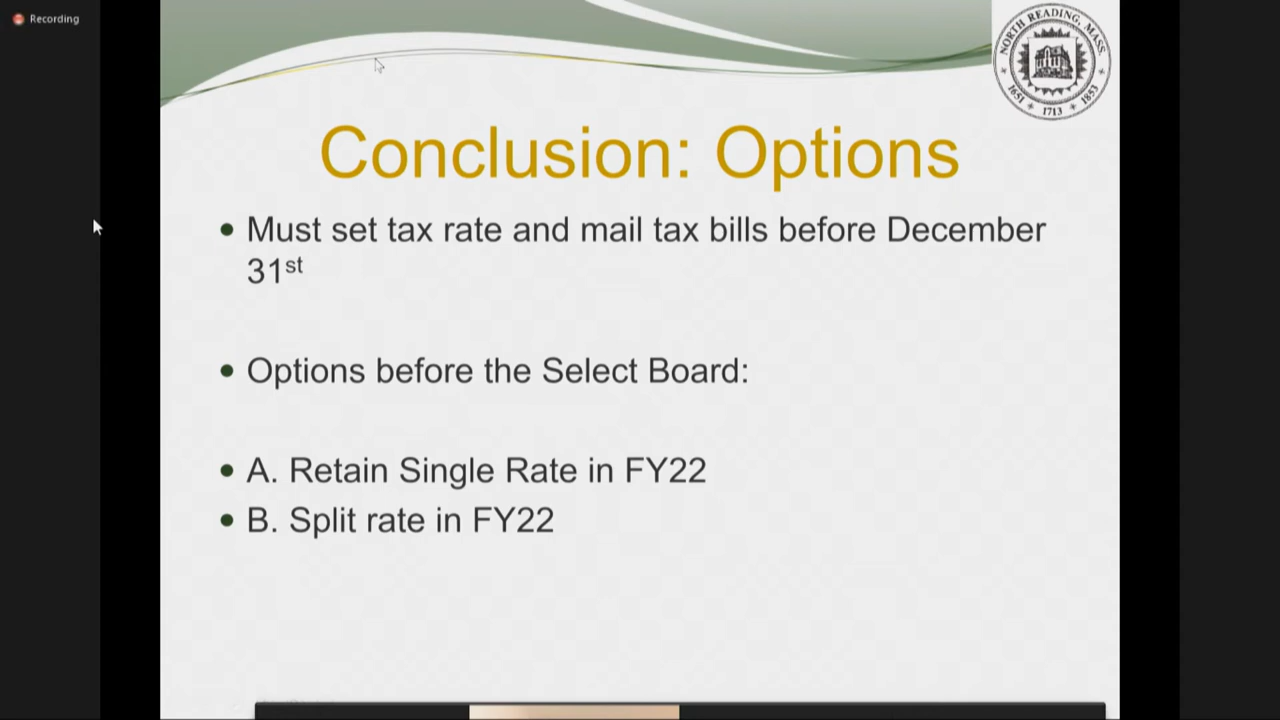 Recording
NORTH READING, MASS.
1651 1713 1853
Conclusion: Options
• Must set tax rate and mail tax bills before December
31st
• Options before the Select Board:
• A. Retain Single Rate in FY22
• B. Split rate in FY22